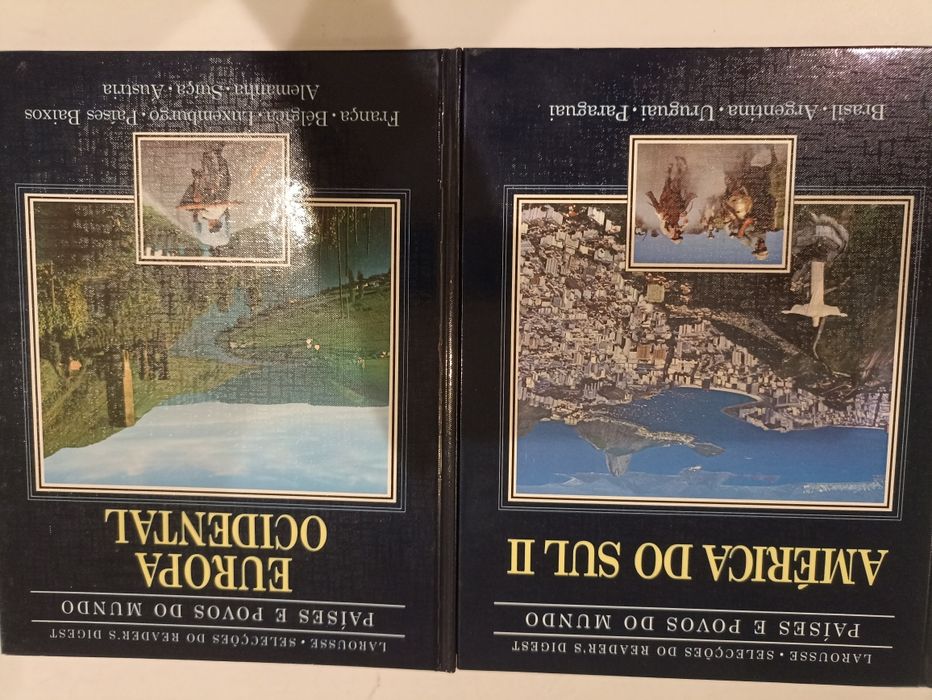 LAROUSSE • SELECÇÕES DO READER'S DIGEST
PAÍSES E POVOS DO MUNDO
AMÉRICA DO SUL II
Brasil • Argentina • Uruguai • Paraguai
LAROUSSE • SELECÇÕES DO READER'S DIGEST
PAÍSES E POVOS DO MUNDO
EUROPA
OCIDENTAL
França • Bélgica • Luxemburgo • Países Baixos
Alemanha • Suíça • Áustria